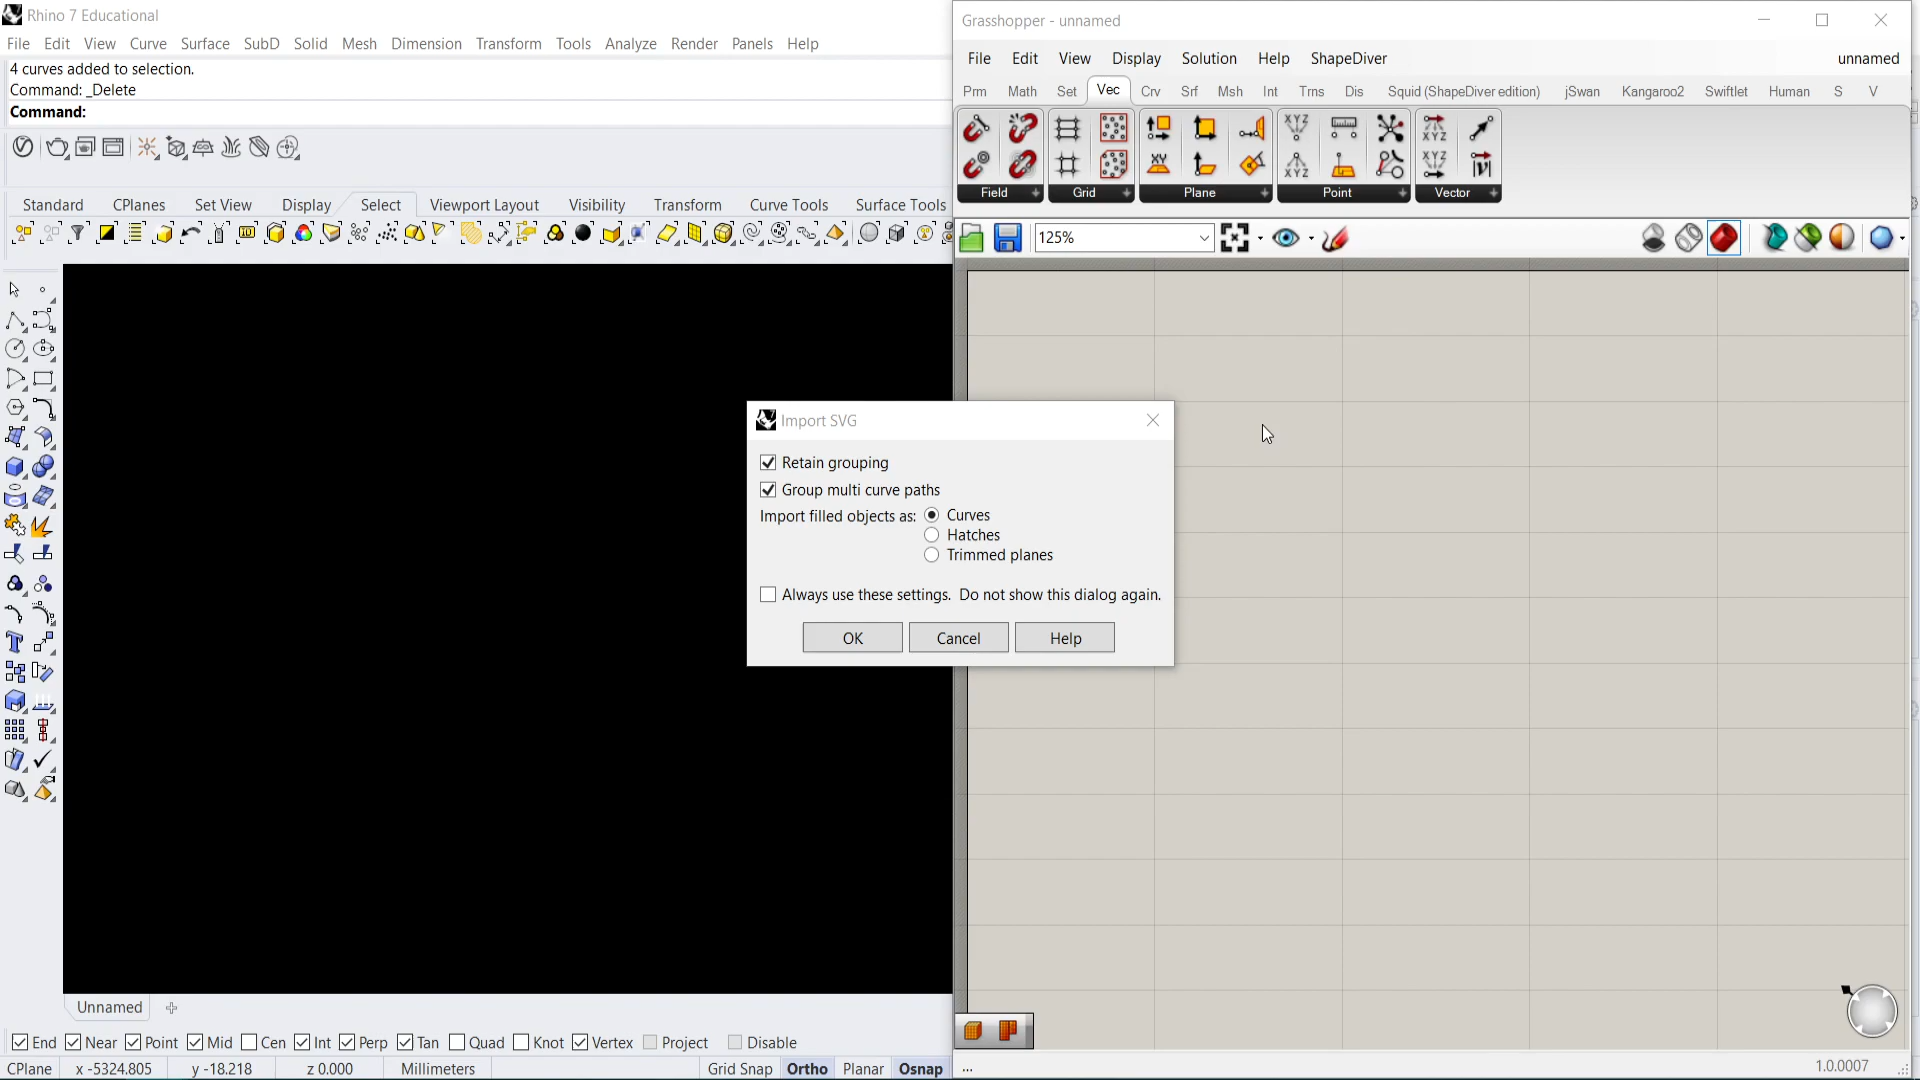 Rhino 7 Educational
File Edit View Curve Surface SubD Solid Mesh Dimension Transform Tools Analyze Render Panels Help
4 curves added to selection.
Command: _Delete
Command:
Standard CPlanes Set View Display Select Viewport Layout Visibility Transform Curve Tools Surface Tools
Grasshopper - unnamed
File Edit View Display Solution Help ShapeDiver unnamed
Prm Math Set Vec Crv Srf Msh Int Trns Dis Squid (ShapeDiver edition) jSwan Kangaroo2 Swiftlet Human S V
Field Grid Plane Point Vector
125%
Import SVG
Retain grouping
Group multi curve paths
Import filled objects as: Curves
Hatches
Trimmed planes
Always use these settings. Do not show this dialog again.
OK Cancel Help
Unnamed
End Near Point Mid Cen Int Perp Tan Quad Knot Vertex Project Disable
CPlane x -5324.805 y -18.218 z 0.000 Millimeters Grid Snap Ortho Planar Osnap
... 1.0.0007